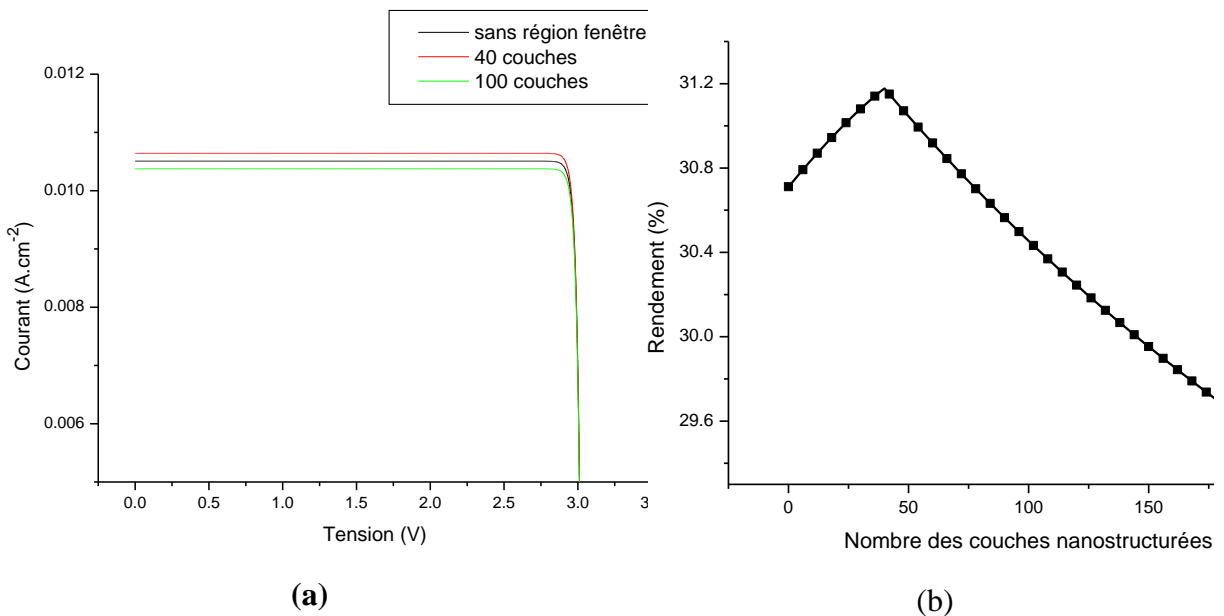 sans région fenêtre
40 couches
100 couches
0.012
0.010
0.008
0.006
Courant (A.cm-2)
0.0 0.5 1.0 1.5 2.0 2.5 3.0
Tension (V)
(a)
31.2
30.8
30.4
30.0
29.6
Rendement (%)
0 50 100 150
Nombre des couches nanostructurées
(b)